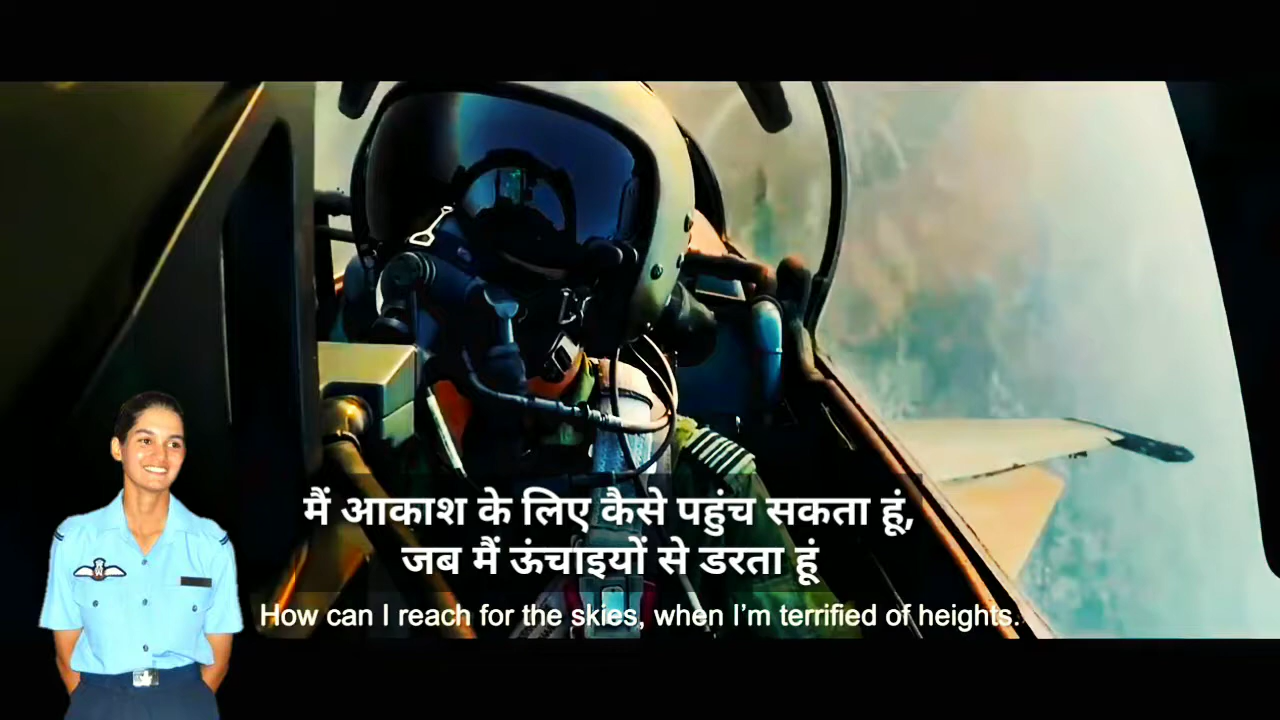 मैं आकाश के लिए कैसे पहुंच सकता हूं,
जब मैं ऊंचाइयों से डरता हूं
How can I reach for the skies, when I'm terrified of heights.